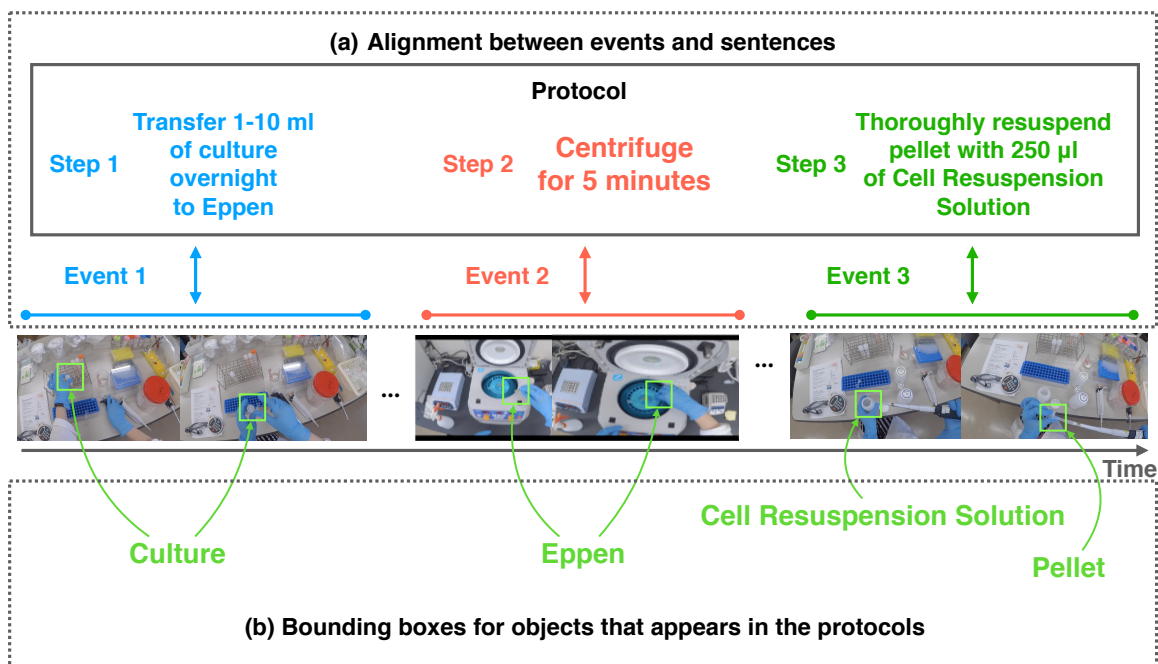 (a) Alignment between events and sentences
Protocol
Step 1
Transfer 1-10 ml
of culture
overnight
to Eppen
Step 2
Centrifuge
for 5 minutes
Step 3
Thoroughly resuspend
pellet with 250 µl
of Cell Resuspension
Solution
Event 1
Event 2
Event 3
...
...
Time
Culture
Eppen
Cell Resuspension Solution
Pellet
(b) Bounding boxes for objects that appears in the protocols